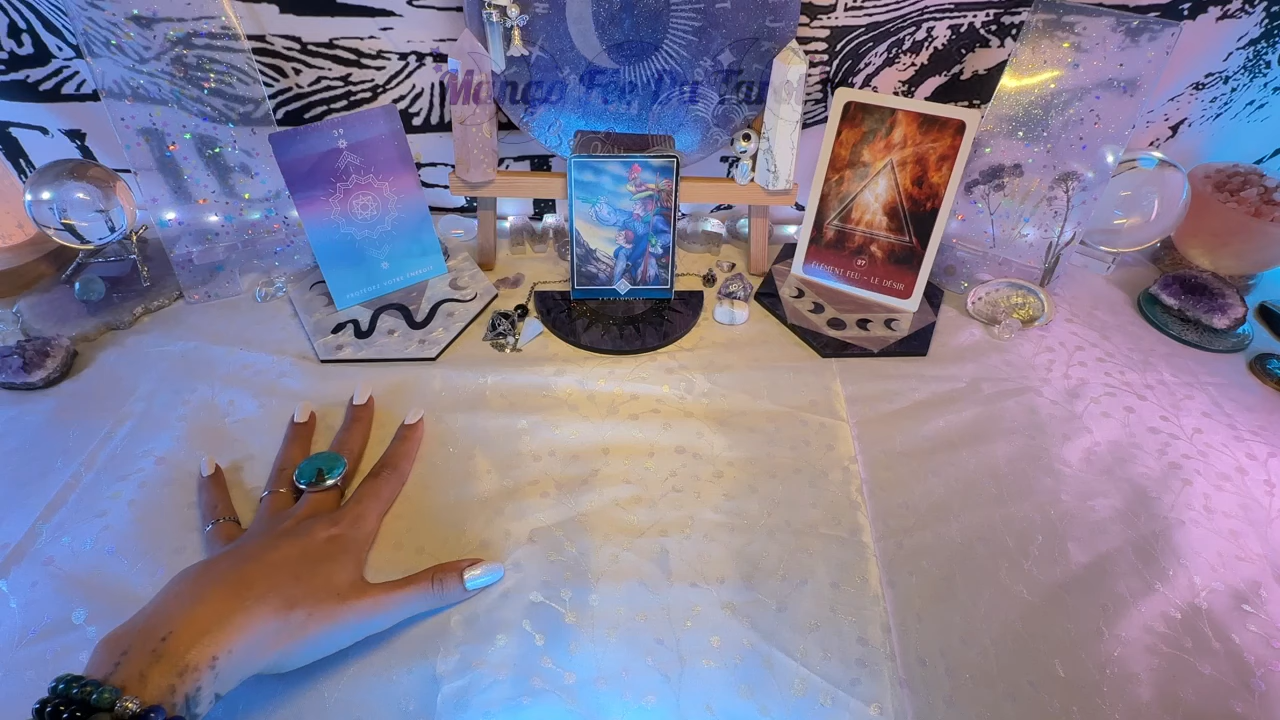 Mango Fée Du Tarot
39
PROTÉGEZ VOTRE ÉNERGIE
37
ÉLÉMENT FEU – LE DÉSIR